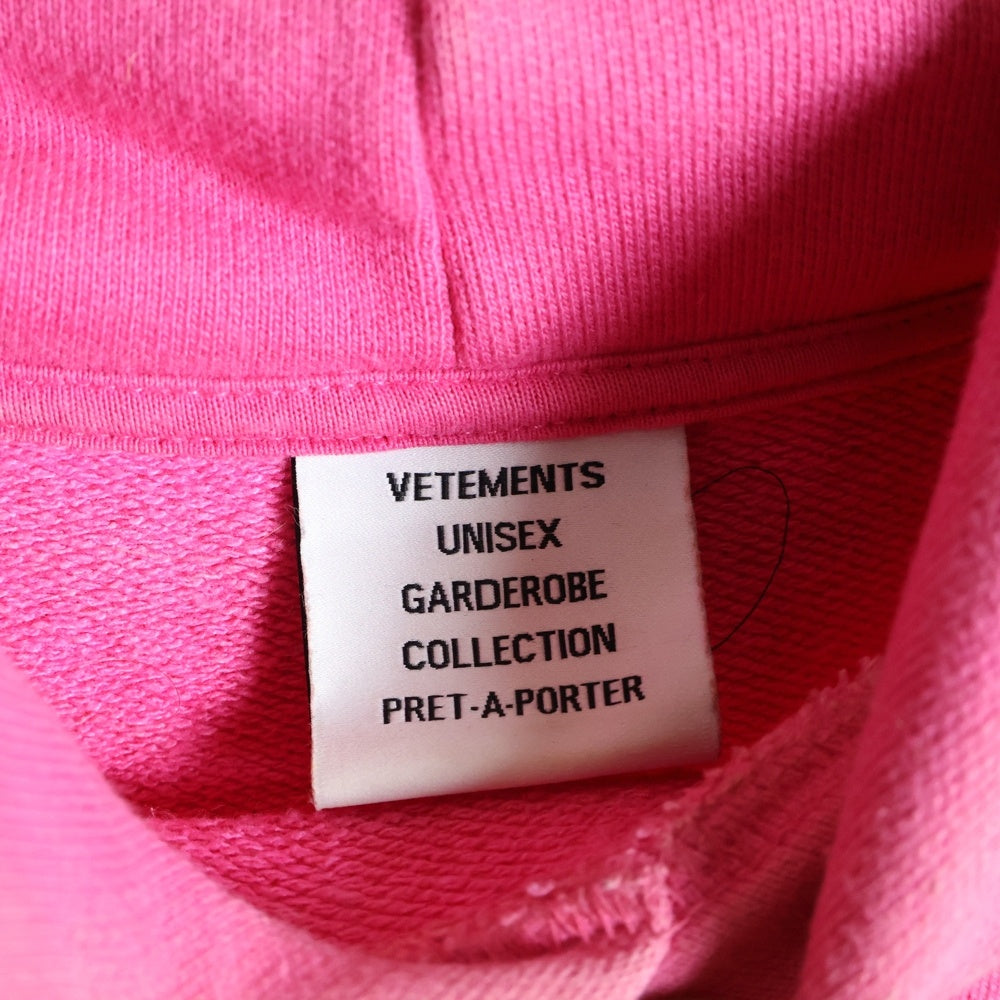 VETEMENTS
UNISEX
GARDEROBE
COLLECTION
PRET-A-PORTER